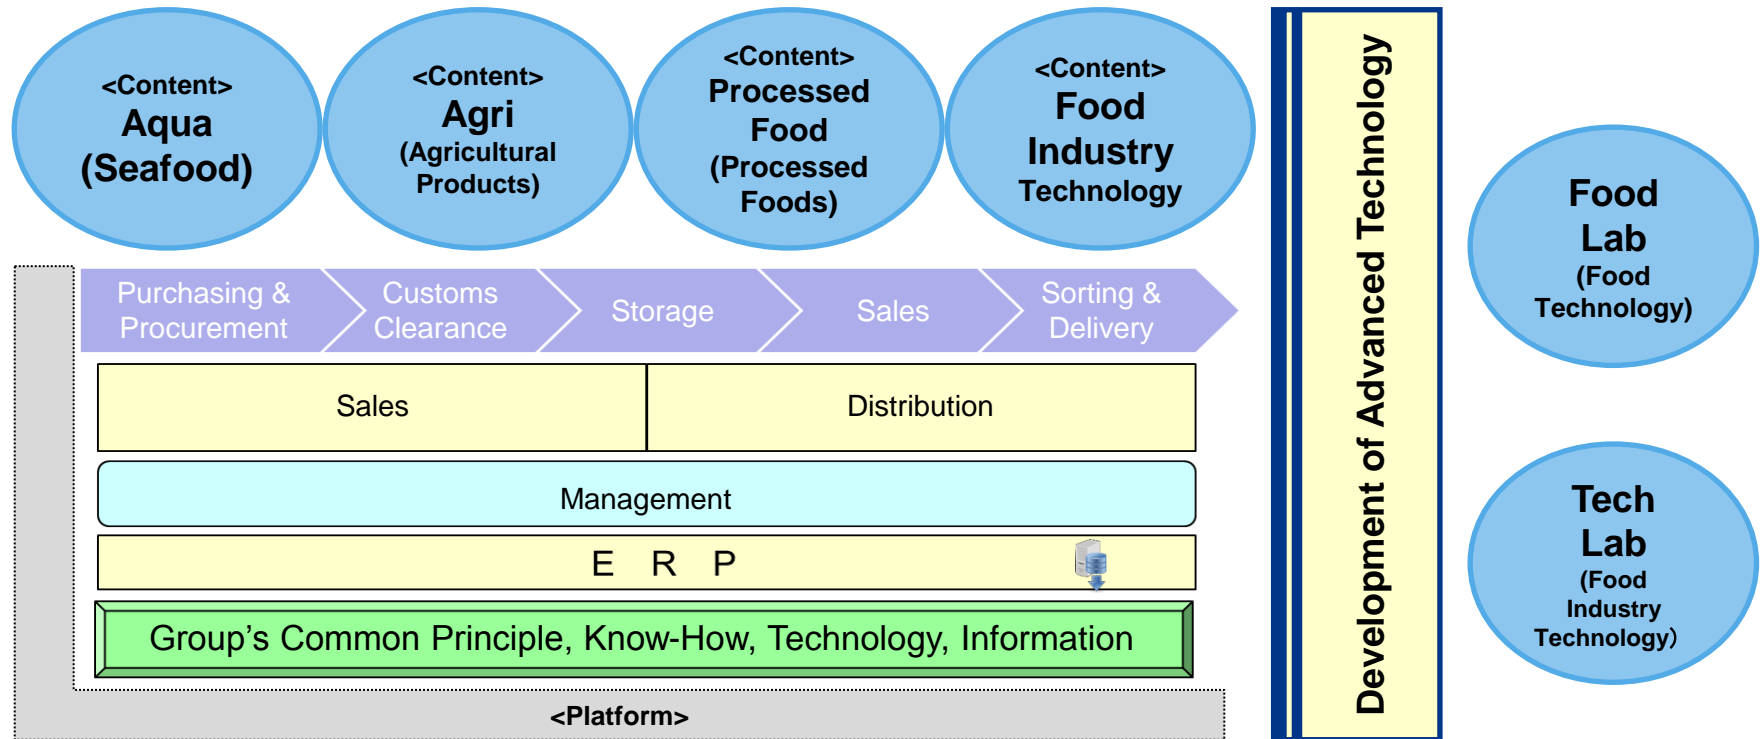 <Content>
Aqua
(Seafood)
<Content>
Agri
(Agricultural
Products)
<Content>
Processed
Food
(Processed
Foods)
<Content>
Food
Industry
Technology
Purchasing &
Procurement
Customs
Clearance
Storage
Sales
Sorting &
Delivery
Sales
Distribution
Management
E R P
Group’s Common Principle, Know-How, Technology, Information
<Platform>
Development of Advanced Technology
Food
Lab
(Food
Technology)
Tech
Lab
(Food
Industry
Technology）